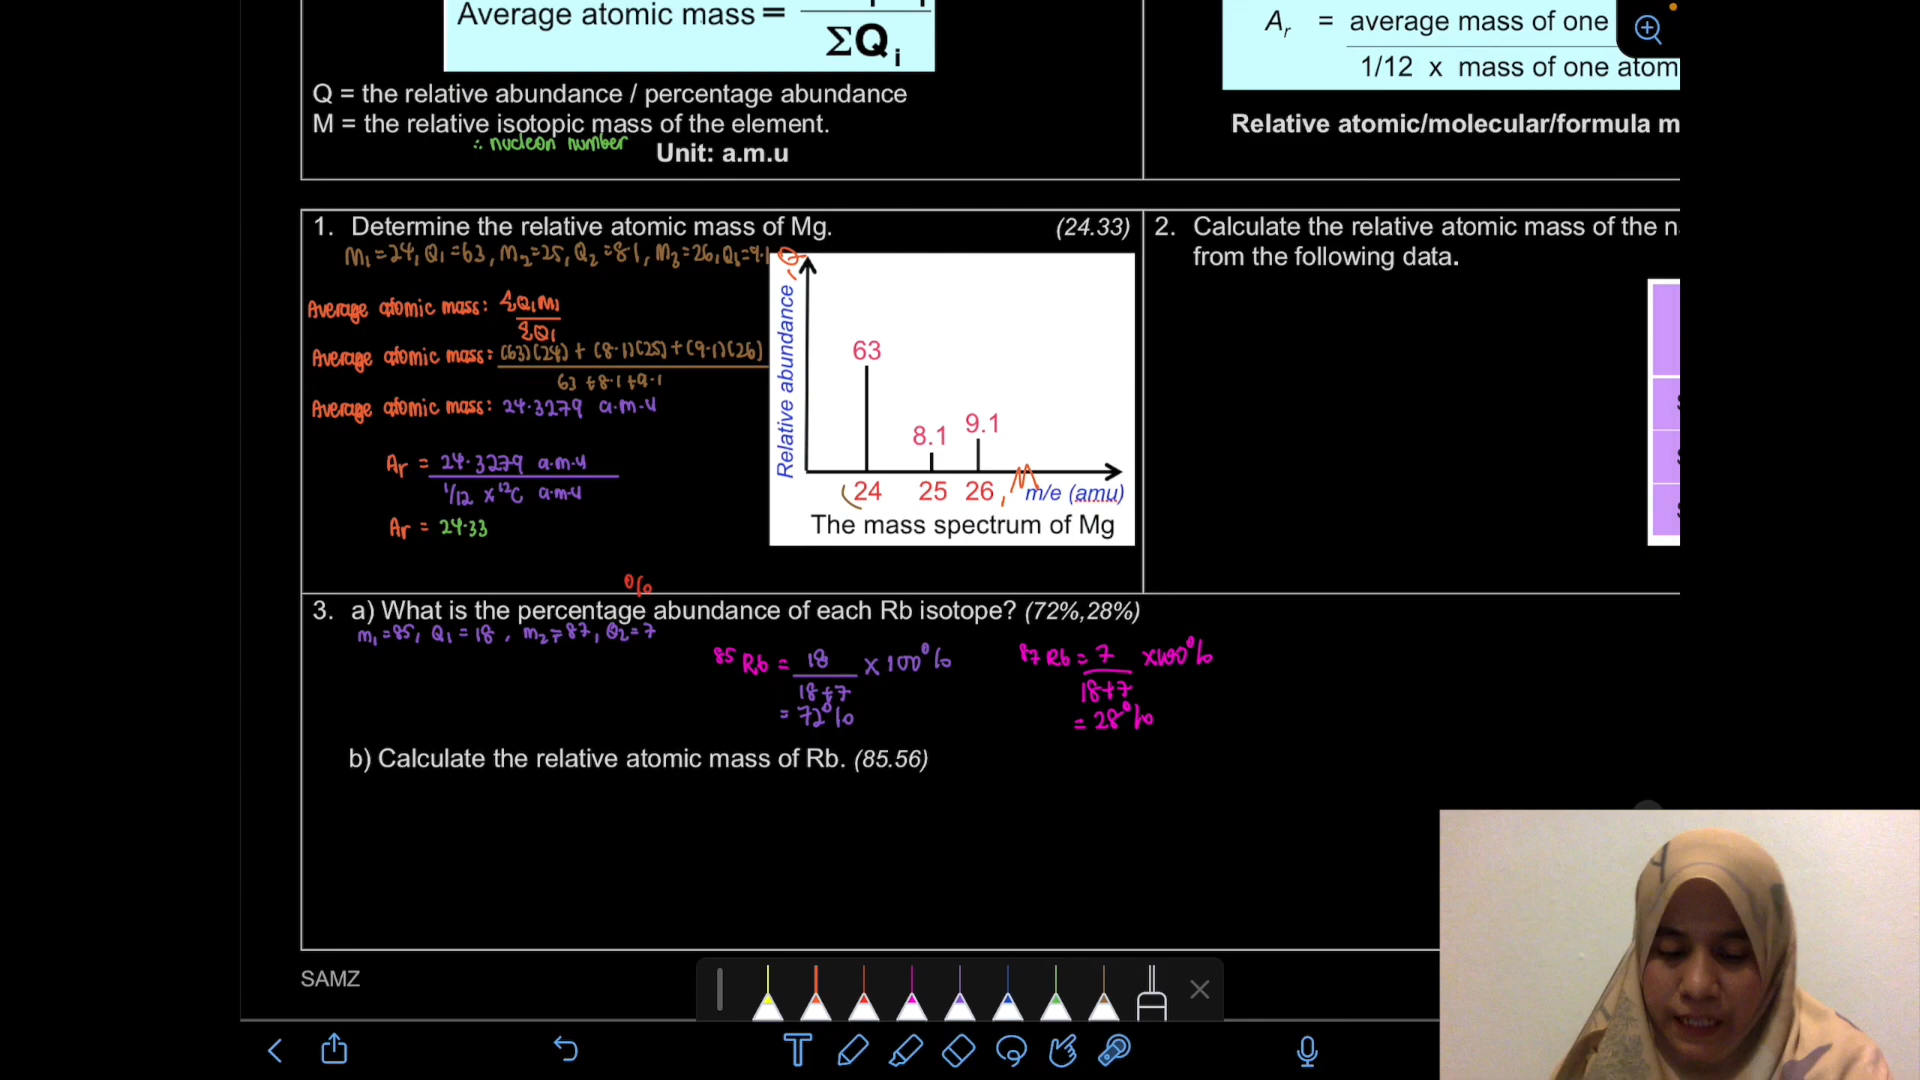 Average atomic mass =
ΣQi
Ar = average mass of one
1/12 x mass of one atom
Q = the relative abundance / percentage abundance
M = the relative isotopic mass of the element.
∴ nucleon number
Unit: a.m.u
Relative atomic/molecular/formula m
1. Determine the relative atomic mass of Mg. (24.33)
M1=24, Q1=63, M2=25, Q2=8.1, M3=26, Q3=9.1
Average atomic mass: ΣQiMi
ΣQi
Average atomic mass: (63)(24) + (8.1)(25)+(9.1)(26)
63 +8.1+9.1
Average atomic mass: 24.3279 a.m.u
Ar = 24.3279 a.m.u
1/12 x 12C a.m.u
Ar = 24.33
Relative abundance, Q
63
8.1
9.1
24 25 26, M m/e (amu)
The mass spectrum of Mg
2. Calculate the relative atomic mass of the n
from the following data.
%
3. a) What is the percentage abundance of each Rb isotope? (72%,28%)
m1=85, Q1=18, m2=87, Q2=7
85Rb = 18 x 100%
18+7
= 72%
87Rb = 7 x100%
18+7
= 28%
b) Calculate the relative atomic mass of Rb. (85.56)
SAMZ
T